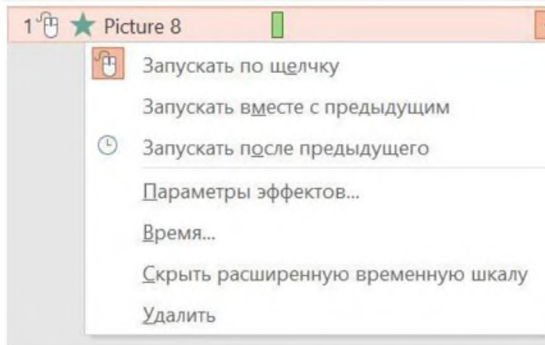 1 Picture 8
Запускать по щелчку
Запускать вместе с предыдущим
Запускать после предыдущего
Параметры эффектов...
Время...
Скрыть расширенную временную шкалу
Удалить